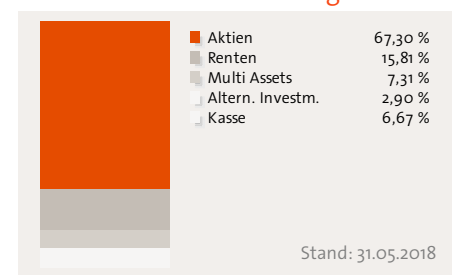 Aktien 67,30 %
Renten 15,81 %
Multi Assets 7,31 %
Altern. Investm. 2,90 %
Kasse 6,67 %
Stand: 31.05.2018